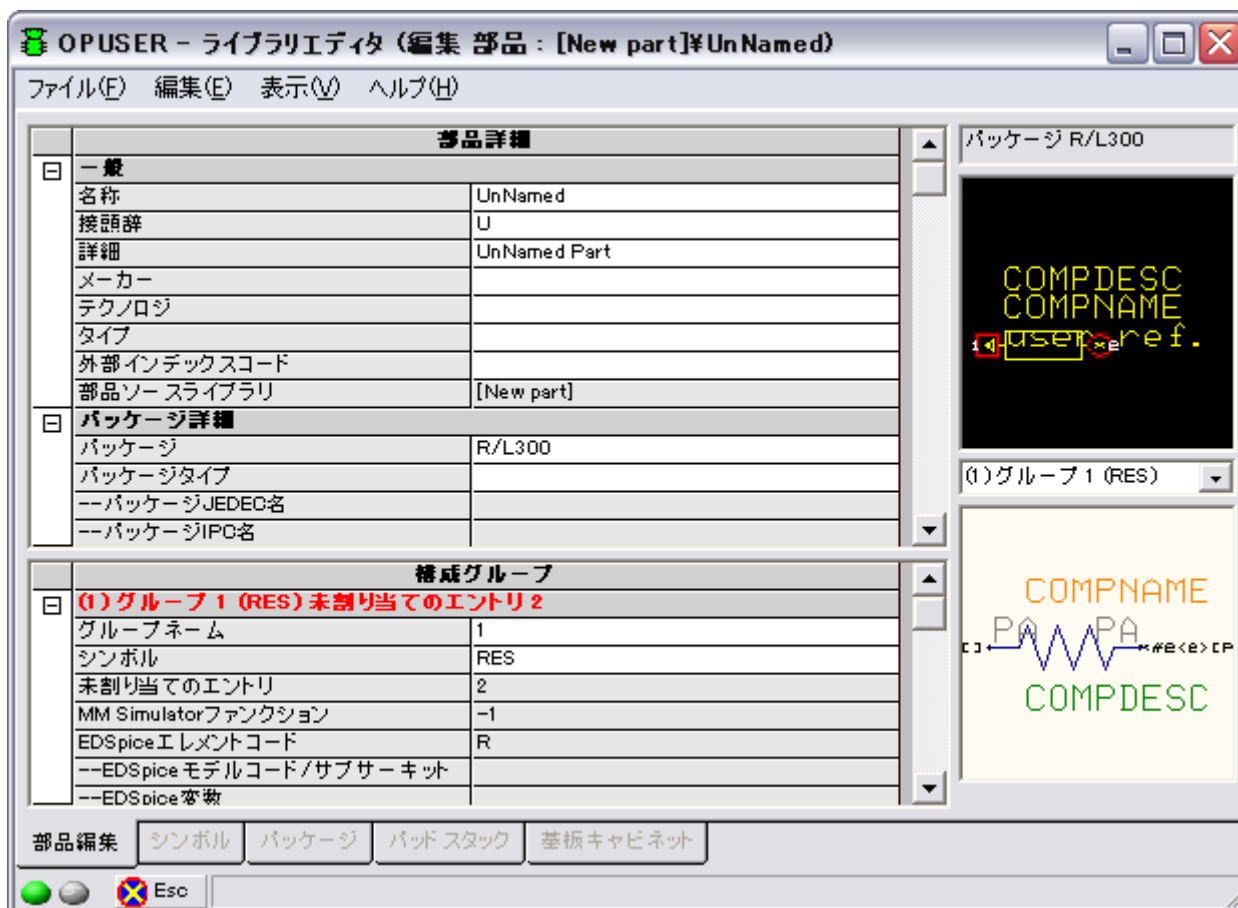 OPUSER - ライブラリエディタ (編集 部品 : [New part]¥UnNamed)
ファイル(F) 編集(E) 表示(V) ヘルプ(H)
部品詳細
一般
名称 UnNamed
接頭辞 U
詳細 UnNamed Part
メーカー
テクノロジ
タイプ
外部インデックスコード
部品ソースライブラリ [New part]
パッケージ詳細
パッケージ R/L300
パッケージタイプ
--パッケージJEDEC名
--パッケージIPC名
パッケージ R/L300
COMPDESC
COMPNAME
user ref.
(1)グループ 1 (RES)
構成グループ
(1) グループ 1 (RES) 未割り当てのエントリ 2
グループネーム 1
シンボル RES
未割り当てのエントリ 2
MM Simulatorファンクション -1
EDSpiceエレメントコード R
--EDSpice モデルコード/サブサーキット
--EDSpice変数
COMPNAME
PA PA
COMPDESC
部品編集 シンボル パッケージ パッドスタック 基板キャビネット
Esc